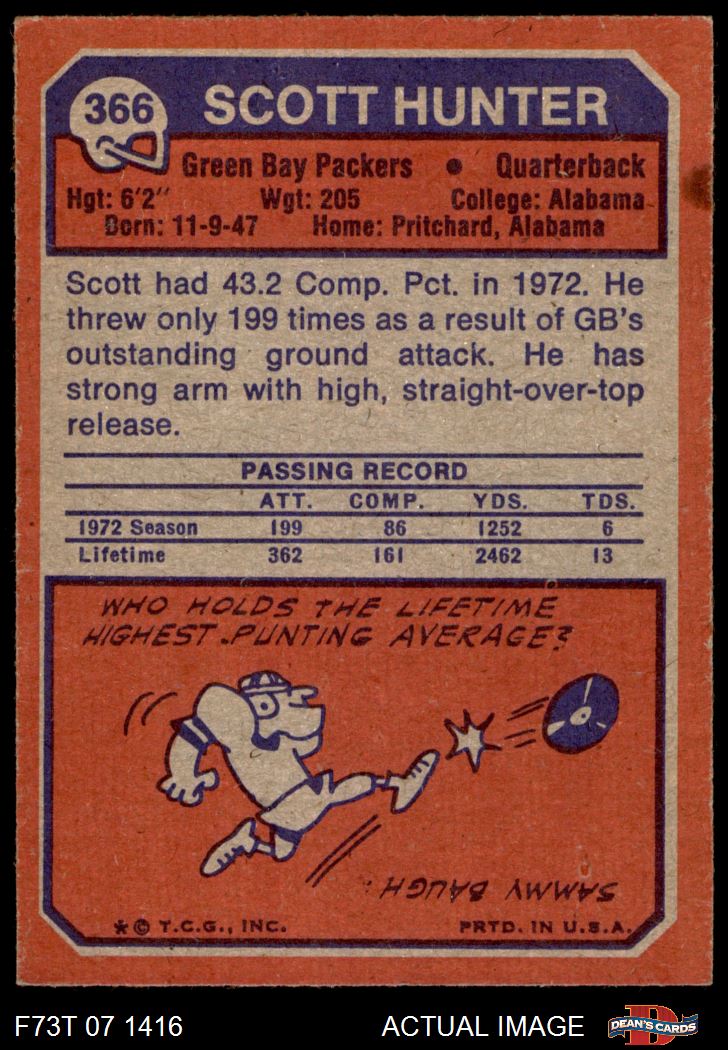 366 SCOTT HUNTER
Green Bay Packers • Quarterback
Hgt: 6'2" Wgt: 205 College: Alabama
Born: 11-9-47 Home: Pritchard, Alabama
Scott had 43.2 Comp. Pct. in 1972. He
threw only 199 times as a result of GB's
outstanding ground attack. He has
strong arm with high, straight-over-top
release.
PASSING RECORD
ATT. COMP. YDS. TDS.
1972 Season 199 86 1252 6
Lifetime 362 161 2462 13
WHO HOLDS THE LIFETIME
HIGHEST PUNTING AVERAGE?
SAMMY BAUGH.
* © T.C.G., INC. PRTD. IN U.S.A.
F73T 07 1416 ACTUAL IMAGE DEAN'S CARDS